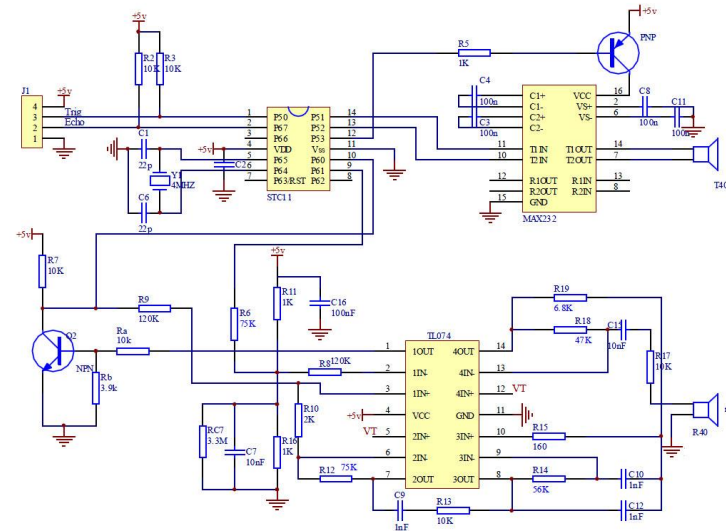 +5v
J1
+5v
4
3
2
1
Trig
Echo
R2
10K
R3
10K
C1
22p
Y1
4MHZ
C6
22p
+5v
C2
1
2
3
4
5
6
7
P50
P67
P66
VDD
P65
P64
P63/RST
P51
P52
P53
Vss
P60
P61
P62
14
13
12
11
10
9
8
STC11
R5
1K
+5v
PNP
C4
100n
C3
100n
C1+
C1-
C2+
C2-
VCC
VS+
VS-
16
2
6
C8
100n
C11
100n
11
10
T1IN
T2IN
T1OUT
T2OUT
14
7
T40
12
9
15
R1OUT
R2OUT
GND
R1IN
R2IN
13
8
MAX232
+5v
R7
10K
Q2
NPN
Ra
10k
Rb
3.9k
R9
120K
R6
75K
+5v
R11
1K
C16
100nF
R8
120K
RC7
3.3M
C7
10nF
R16
1K
R10
2K
R12
75K
TL074
1
2
3
4
5
6
7
1OUT
1IN-
1IN+
VCC
2IN+
2IN-
2OUT
4OUT
4IN-
4IN+
GND
3IN+
3IN-
3OUT
14
13
12
11
10
9
8
+5v
VT
VT
R19
6.8K
R18
47K
C15
10nF
R17
10K
R40
R15
160
R14
56K
C10
1nF
C9
1nF
R13
10K
C12
1nF